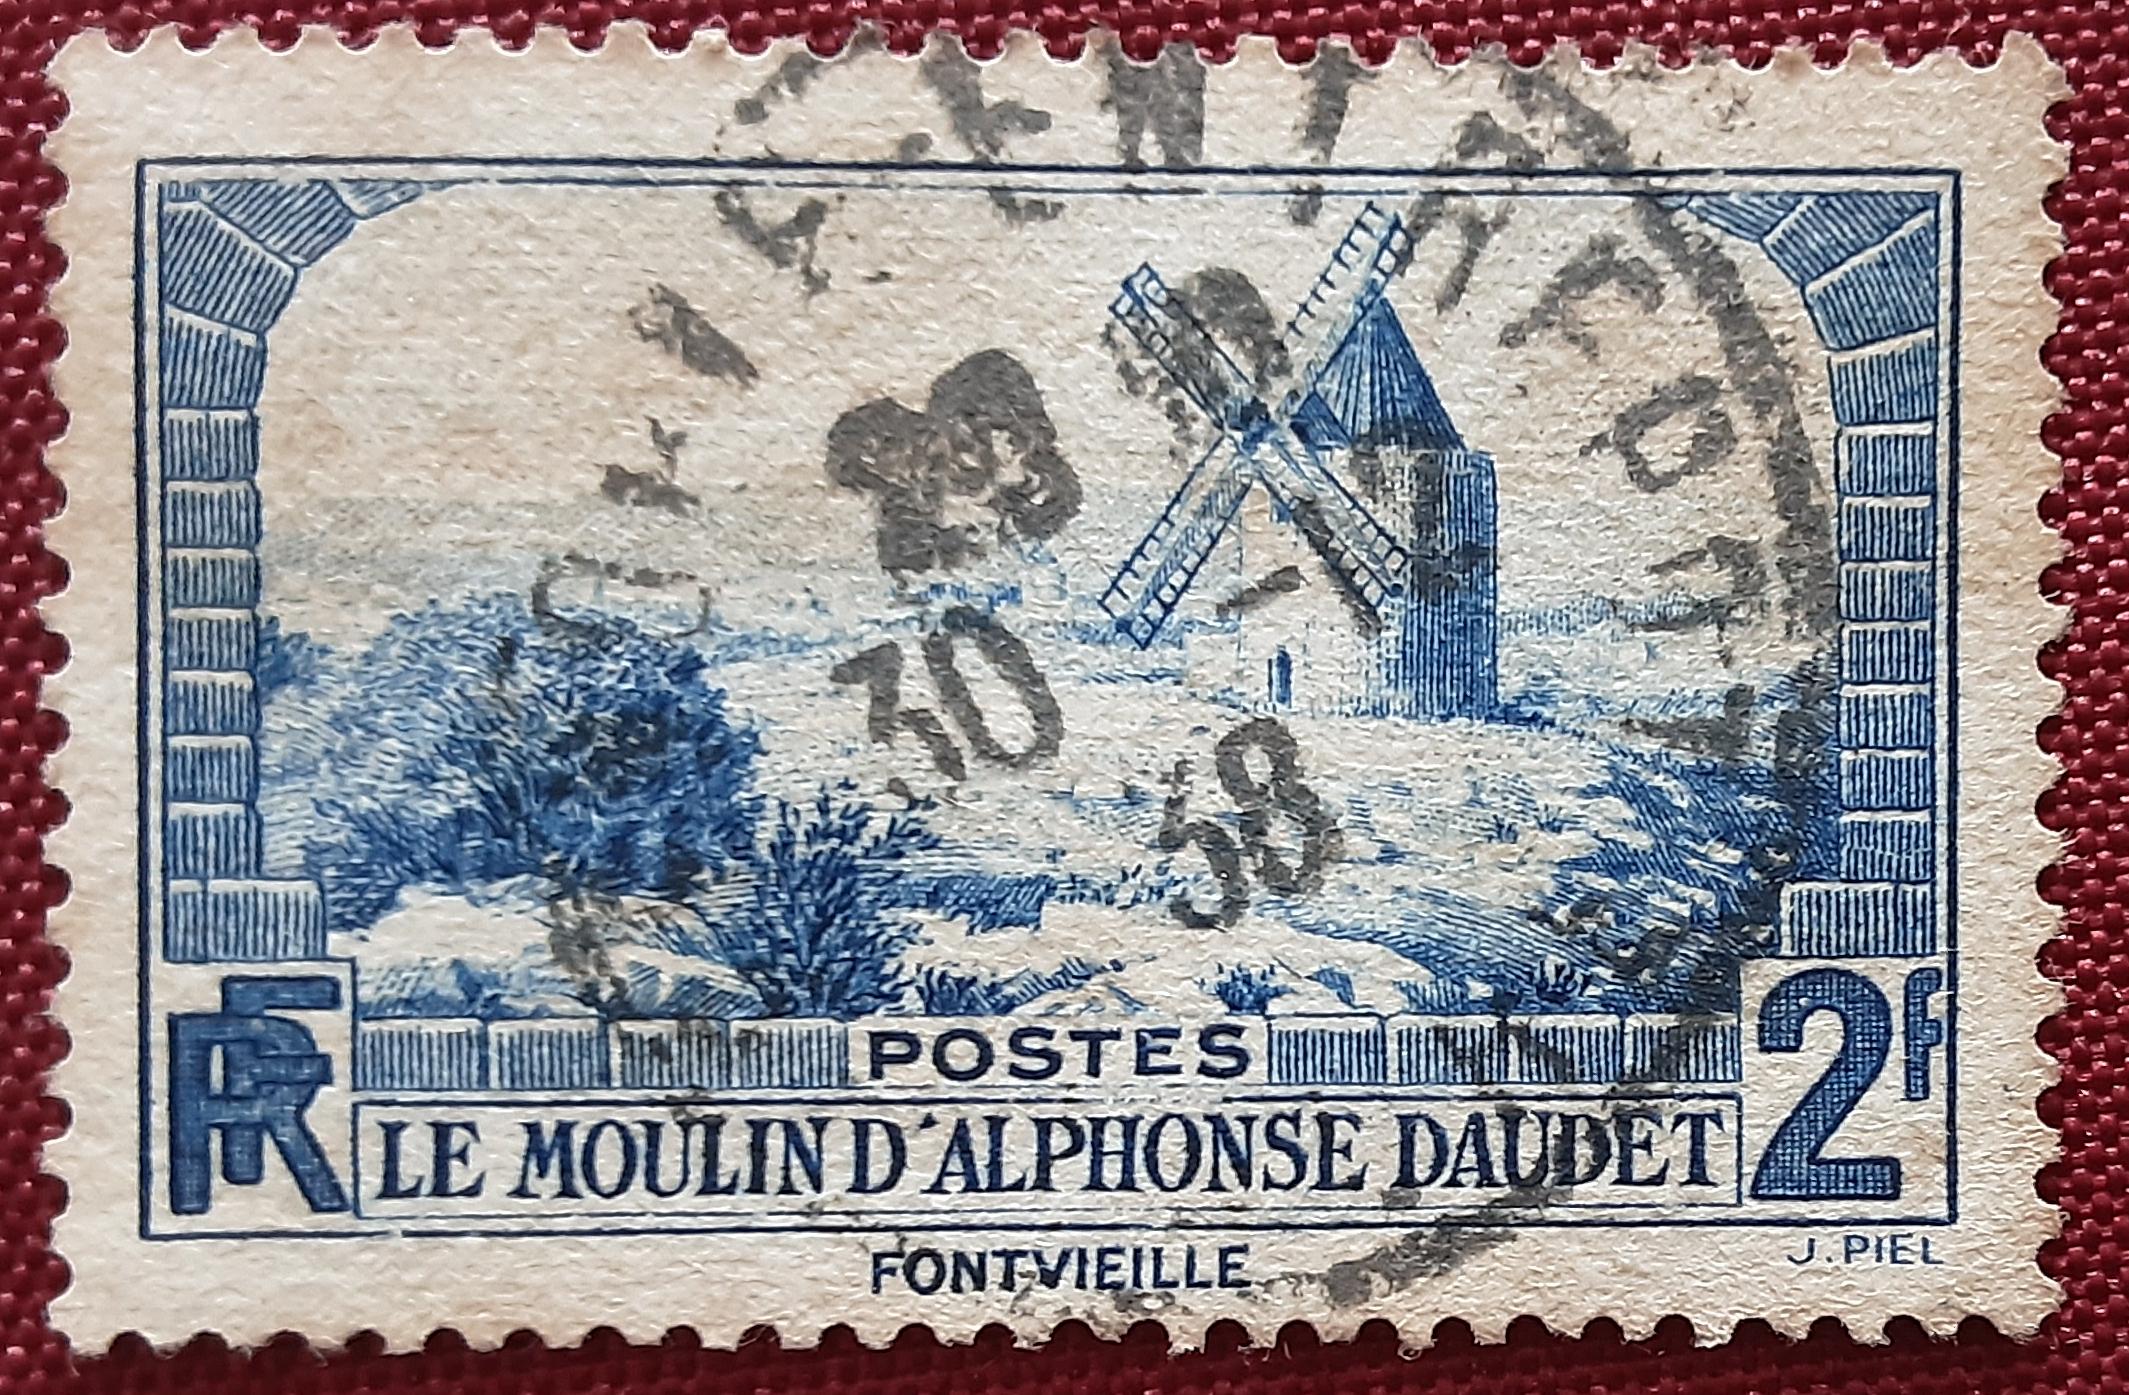 RF
POSTES
2f
LE MOULIN D'ALPHONSE DAUDET
FONTVIEILLE
J. PIEL
30
38